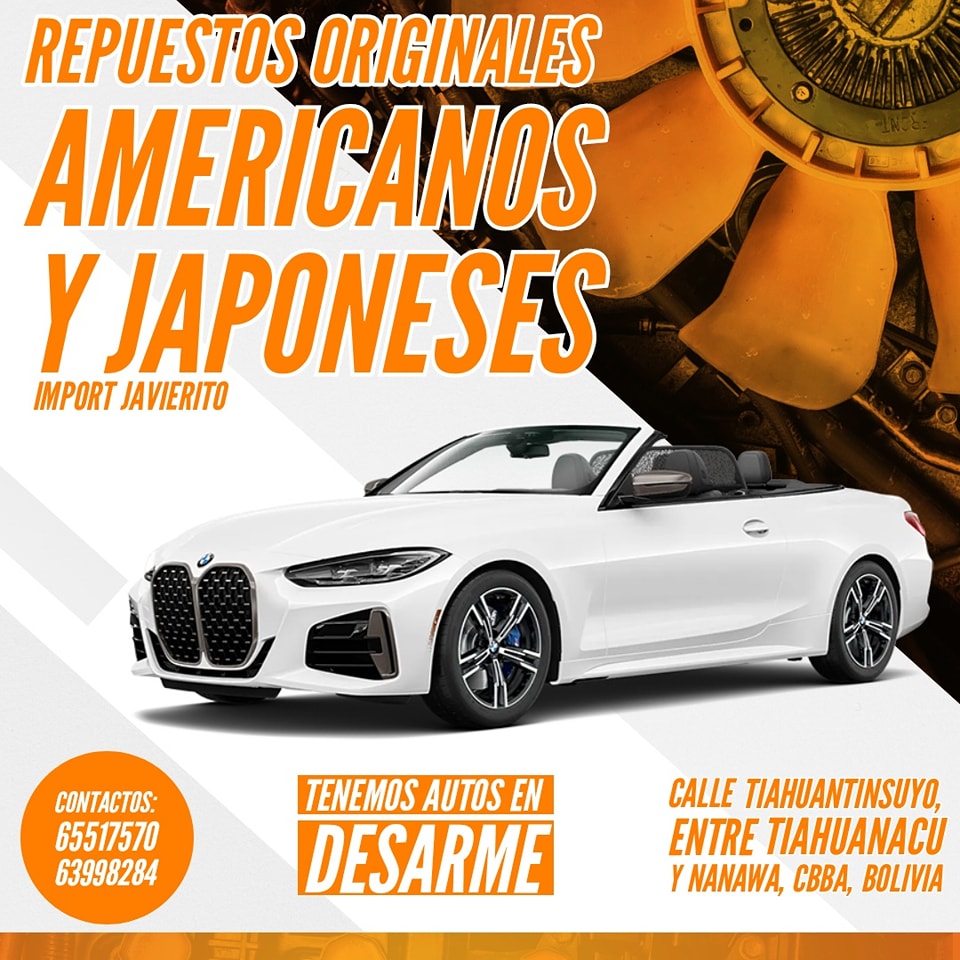 REPUESTOS ORIGINALES
AMERICANOS
Y JAPONESES
IMPORT JAVIERITO
CONTACTOS:
65517570
63998284
TENEMOS AUTOS EN
DESARME
CALLE TIAHUANTINSUYO,
ENTRE TIAHUANACU
Y NANAWA, CBBA, BOLIVIA